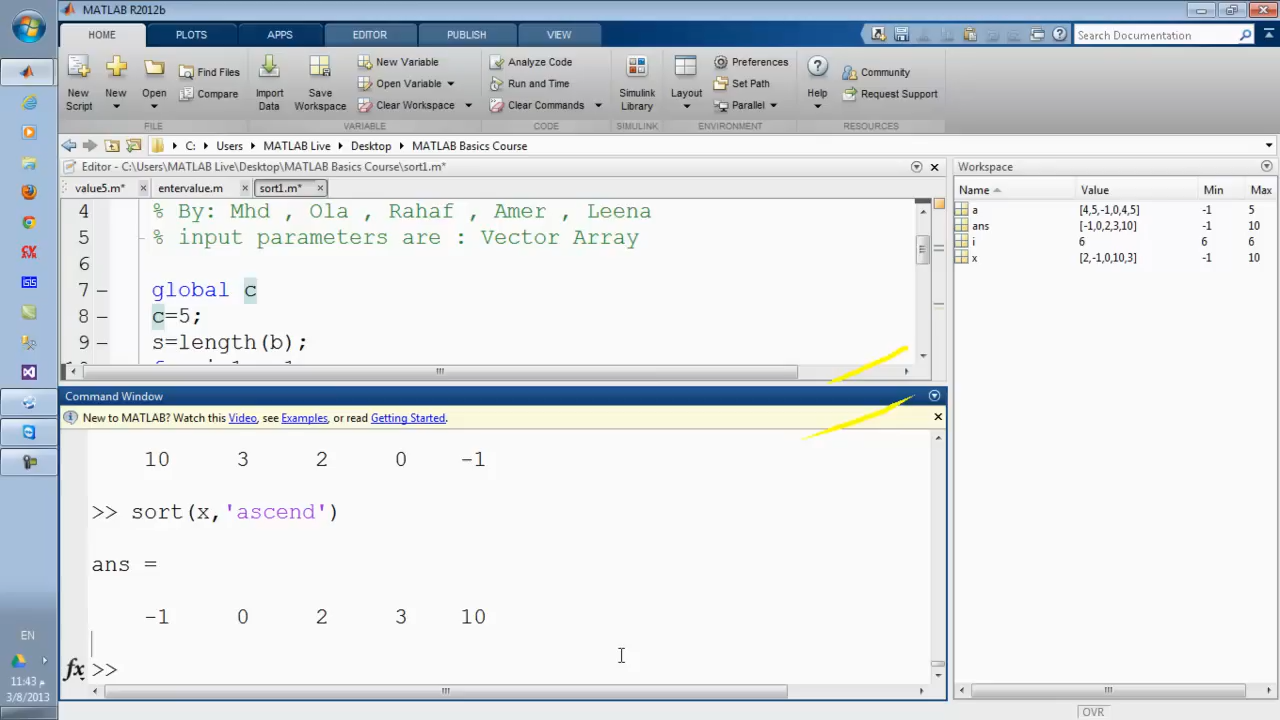 MATLAB R2012b
HOME PLOTS APPS EDITOR PUBLISH VIEW
Search Documentation
New Script
New
Open
Find Files
Compare
FILE
Import Data
Save Workspace
New Variable
Open Variable
Clear Workspace
VARIABLE
Analyze Code
Run and Time
Clear Commands
CODE
Simulink Library
SIMULINK
Layout
Preferences
Set Path
Parallel
ENVIRONMENT
Help
Community
Request Support
RESOURCES
C: Users MATLAB Live Desktop MATLAB Basics Course
Editor - C:\Users\MATLAB Live\Desktop\MATLAB Basics Course\sort1.m*
value5.m* entervalue.m sort1.m*
4 % By: Mhd , Ola , Rahaf , Amer , Leena
5 % input parameters are : Vector Array
6
7 global c
8 c=5;
9 s=length(b);
Command Window
New to MATLAB? Watch this Video, see Examples, or read Getting Started.
10 3 2 0 -1
>> sort(x,'ascend')
ans =
-1 0 2 3 10
fx >>
Workspace
Name Value Min Max
a [4,5,-1,0,4,5] -1 5
ans [-1,0,2,3,10] -1 10
i 6 6 6
x [2,-1,0,10,3] -1 10
EN
11:43 م
3/8/2013
OVR